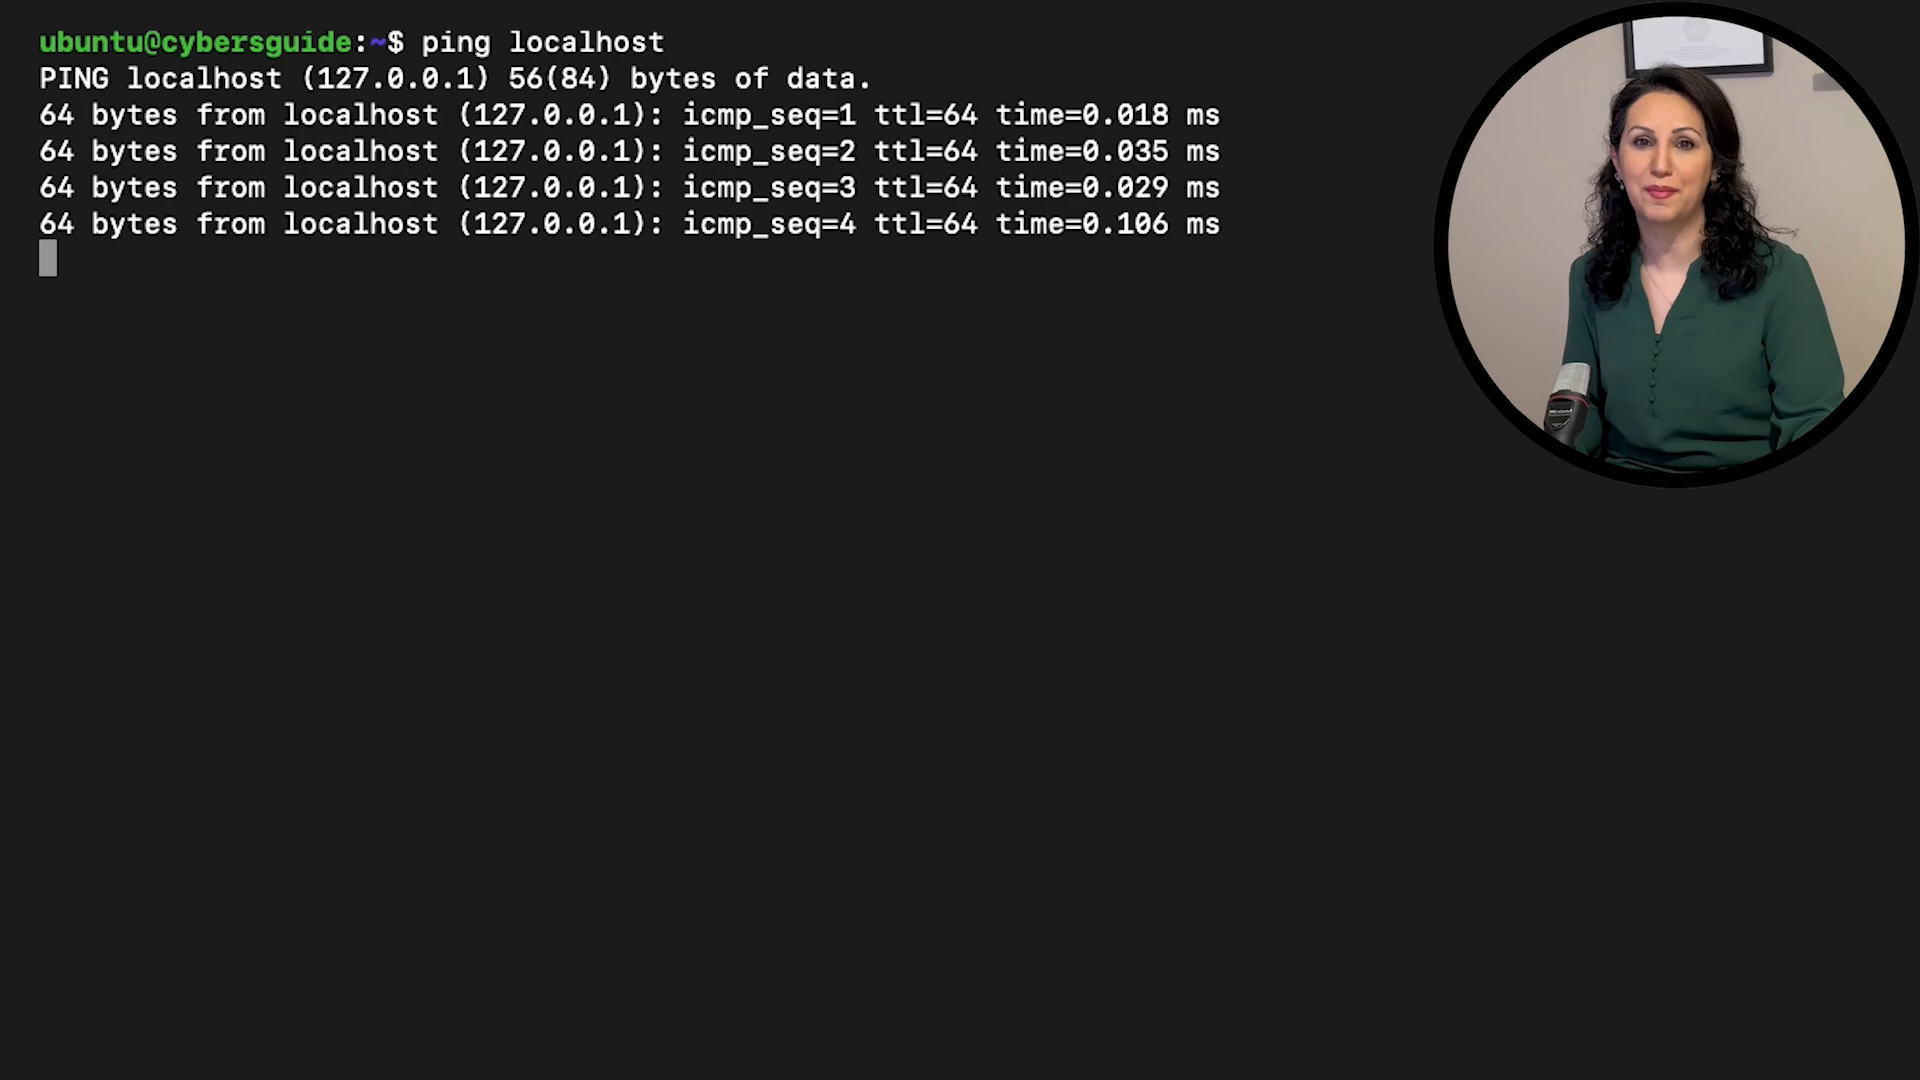 ubuntu@cybersguide:~$ ping localhost
PING localhost (127.0.0.1) 56(84) bytes of data.
64 bytes from localhost (127.0.0.1): icmp_seq=1 ttl=64 time=0.018 ms
64 bytes from localhost (127.0.0.1): icmp_seq=2 ttl=64 time=0.035 ms
64 bytes from localhost (127.0.0.1): icmp_seq=3 ttl=64 time=0.029 ms
64 bytes from localhost (127.0.0.1): icmp_seq=4 ttl=64 time=0.106 ms